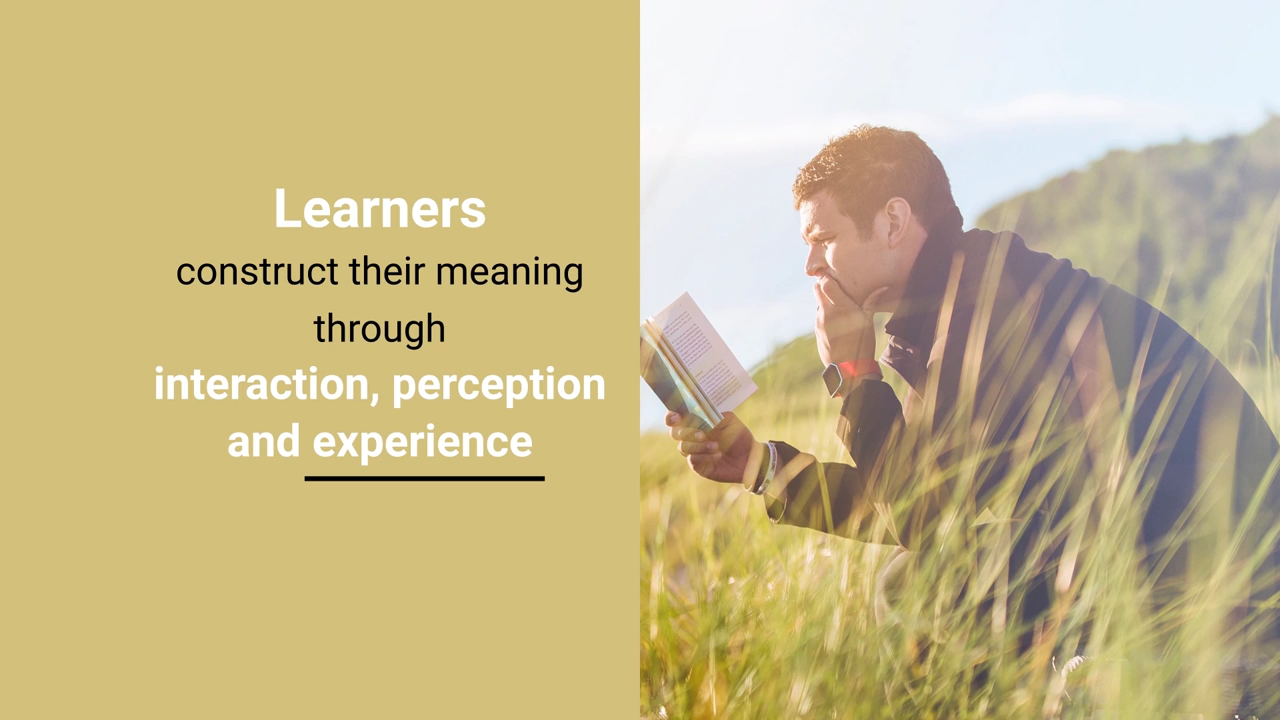 Learners
construct their meaning
through
interaction, perception
and experience